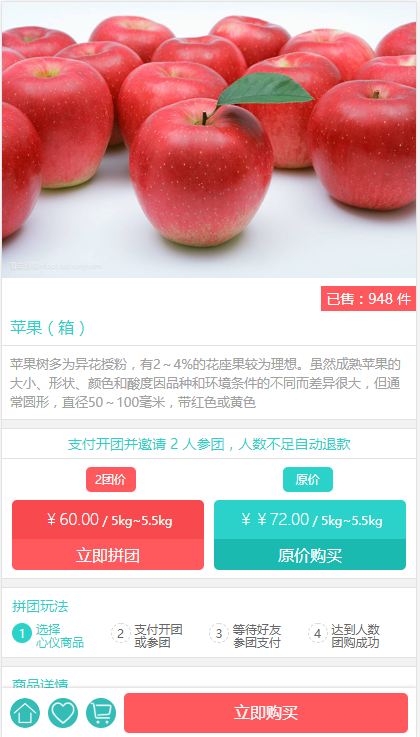 已售：948 件
苹果（箱）
苹果树多为异花授粉，有2～4%的花座果较为理想。虽然成熟苹果的
大小、形状、颜色和酸度因品种和环境条件的不同而差异很大，但通
常圆形，直径50～100毫米，带红色或黄色
支付开团并邀请 2 人参团，人数不足自动退款
2团价
原价
￥60.00 / 5kg~5.5kg
￥￥72.00 / 5kg~5.5kg
立即拼团
原价购买
拼团玩法
1 选择
心仪商品
2 支付开团
或参团
3 等待好友
参团支付
4 达到人数
团购成功
商品详情
立即购买